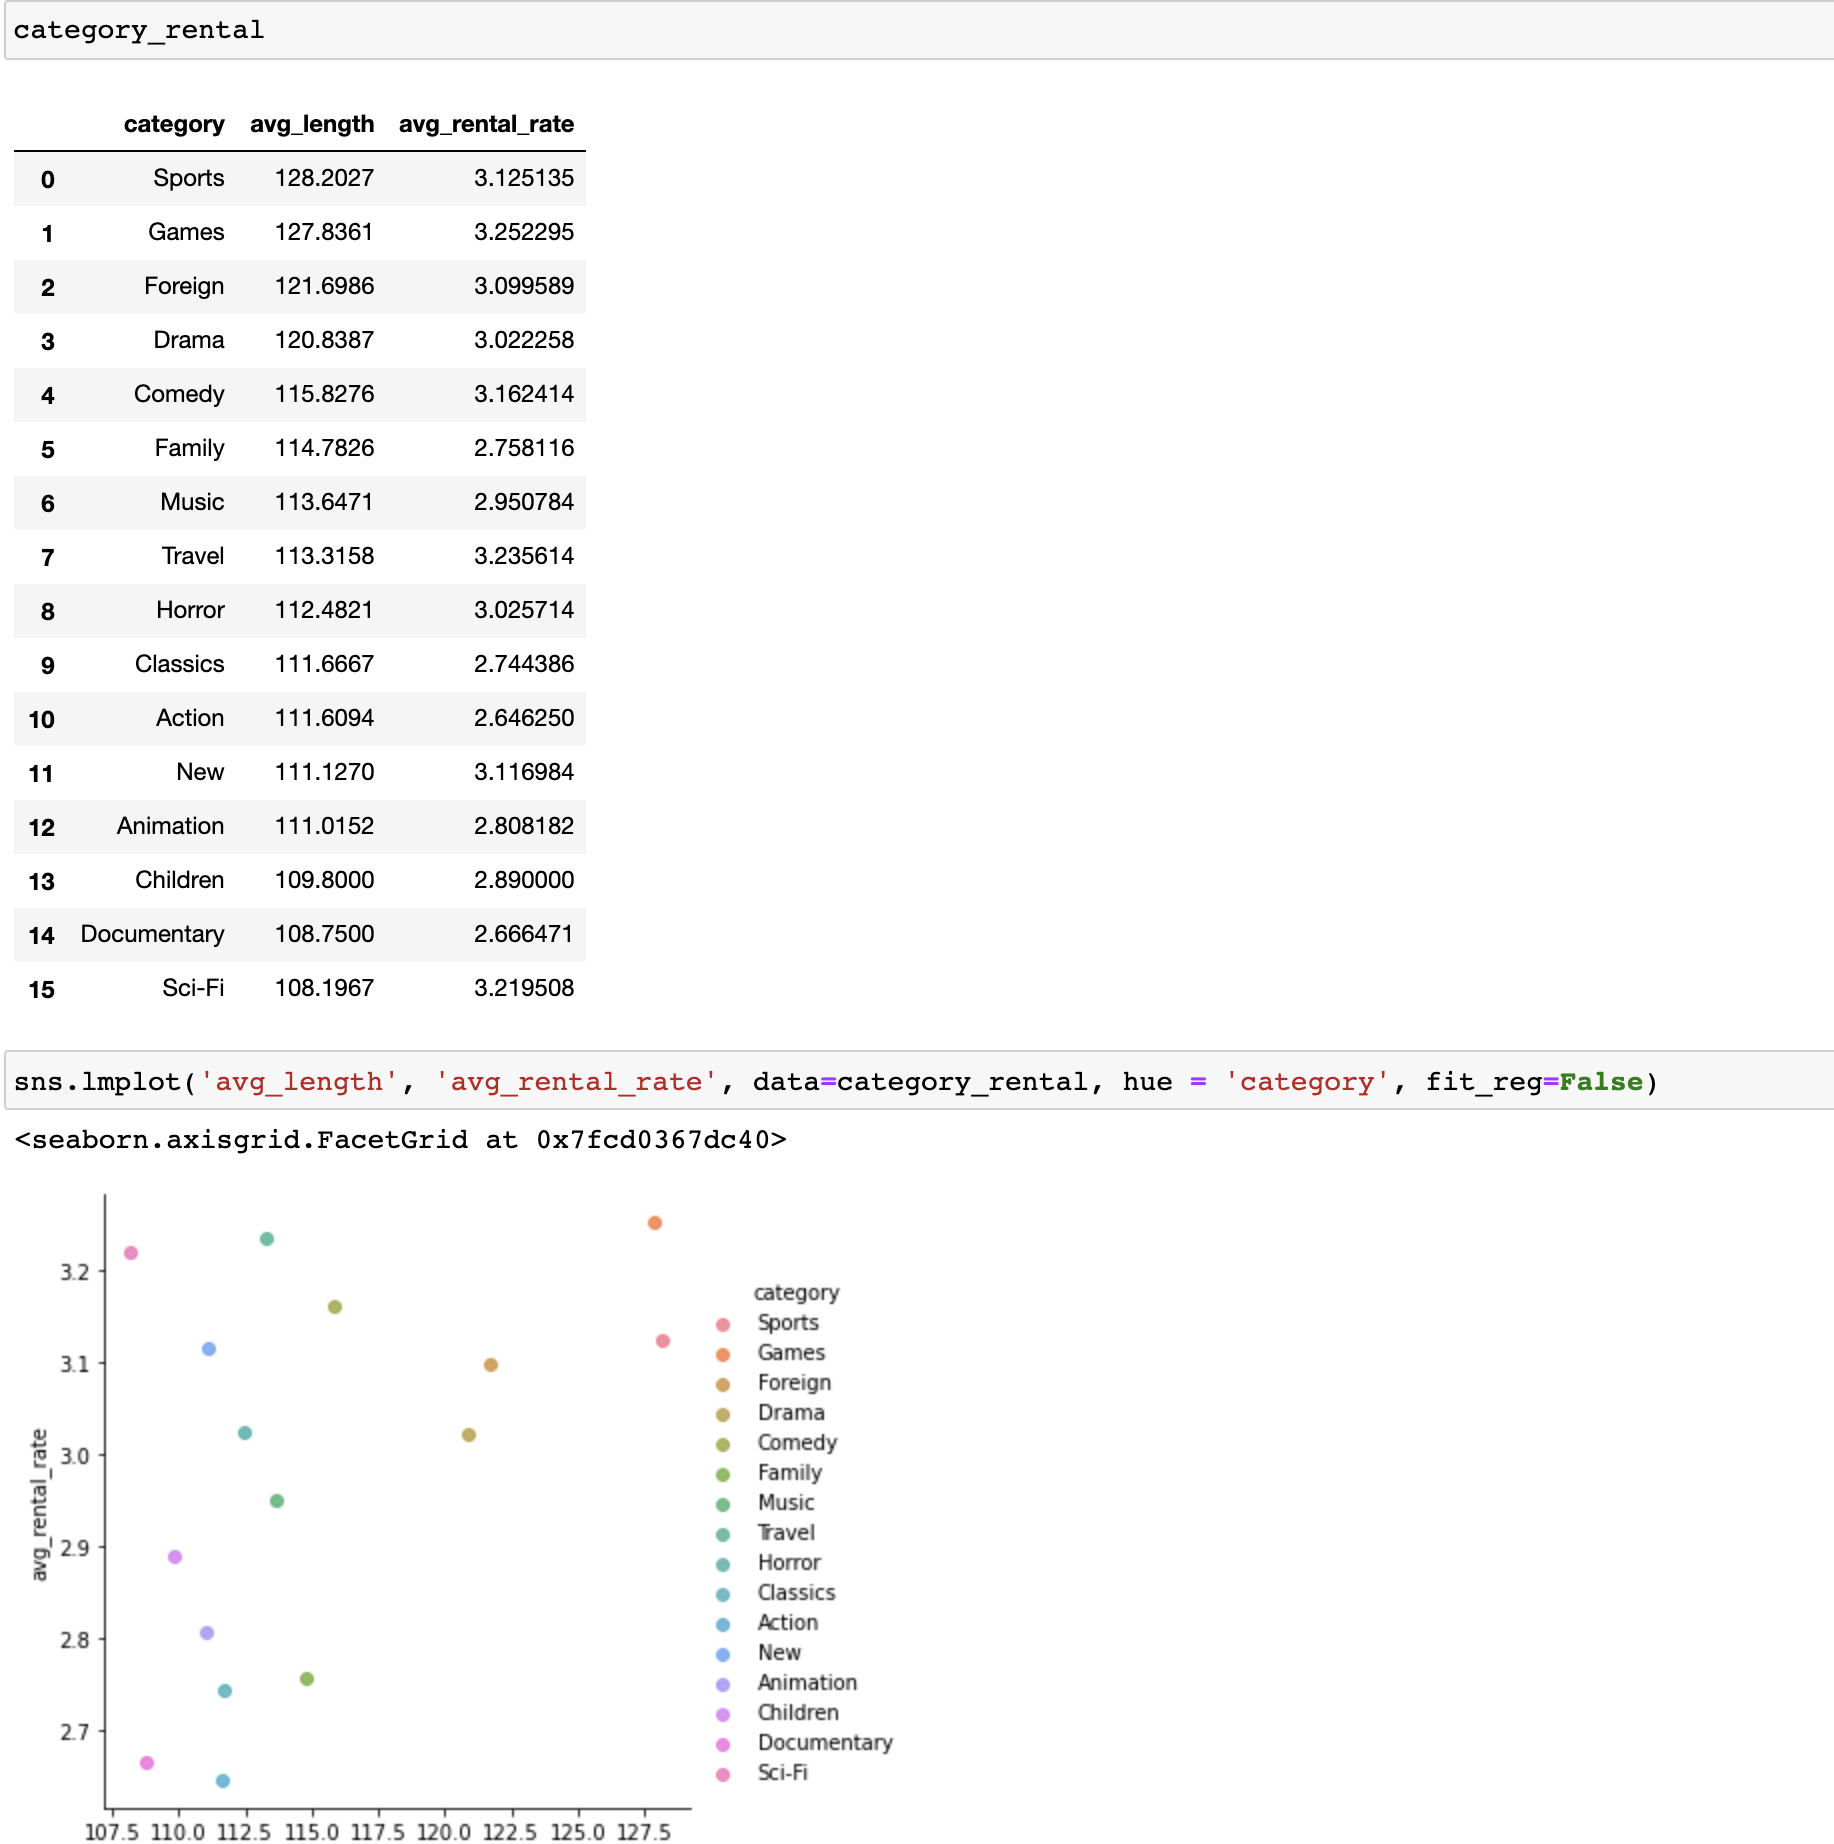 category_rental
category avg_length avg_rental_rate
0 Sports 128.2027 3.125135
1 Games 127.8361 3.252295
2 Foreign 121.6986 3.099589
3 Drama 120.8387 3.022258
4 Comedy 115.8276 3.162414
5 Family 114.7826 2.758116
6 Music 113.6471 2.950784
7 Travel 113.3158 3.235614
8 Horror 112.4821 3.025714
9 Classics 111.6667 2.744386
10 Action 111.6094 2.646250
11 New 111.1270 3.116984
12 Animation 111.0152 2.808182
13 Children 109.8000 2.890000
14 Documentary 108.7500 2.666471
15 Sci-Fi 108.1967 3.219508
sns.lmplot('avg_length', 'avg_rental_rate', data=category_rental, hue = 'category', fit_reg=False)
<seaborn.axisgrid.FacetGrid at 0x7fcd0367dc40>
avg_rental_rate
3.2
3.1
3.0
2.9
2.8
2.7
107.5 110.0 112.5 115.0 117.5 120.0 122.5 125.0 127.5
category
Sports
Games
Foreign
Drama
Comedy
Family
Music
Travel
Horror
Classics
Action
New
Animation
Children
Documentary
Sci-Fi